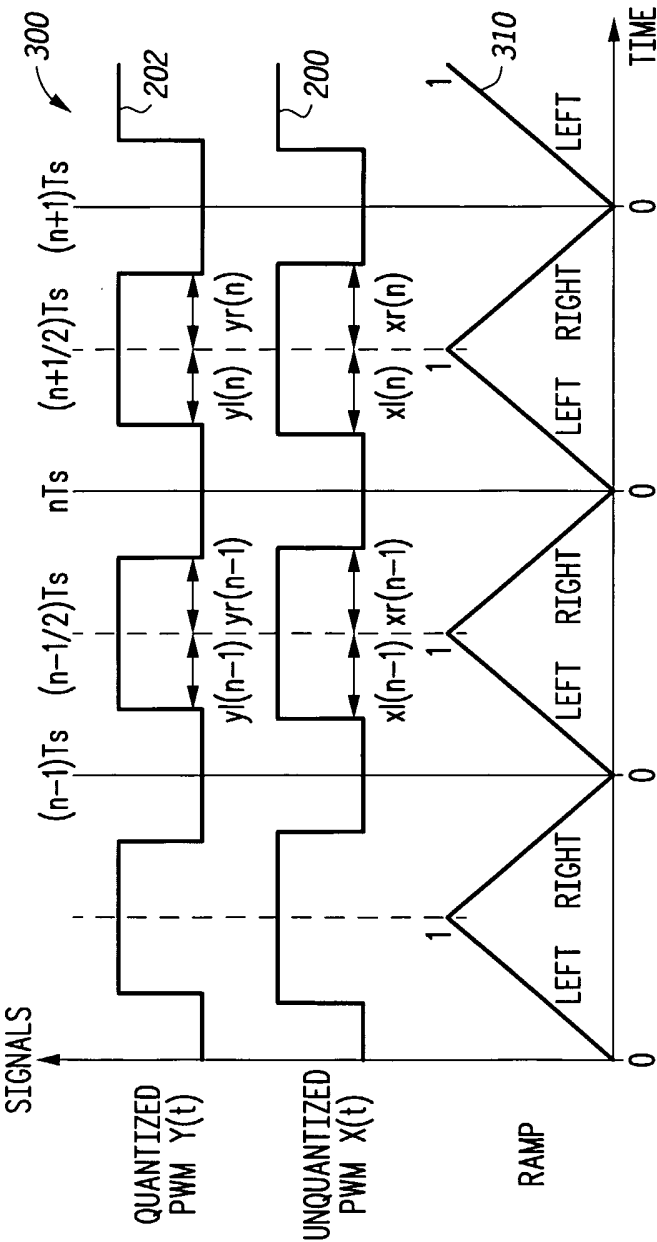 300
SIGNALS
(n-1)Ts
(n-1/2)Ts
nTs
(n+1/2)Ts
(n+1)Ts
QUANTIZED
PWM Y(t)
202
yl(n-1)
yr(n-1)
yl(n)
yr(n)
UNQUANTIZED
PWM X(t)
200
xl(n-1)
xr(n-1)
xl(n)
xr(n)
RAMP
1
1
1
1
310
LEFT
RIGHT
LEFT
RIGHT
LEFT
RIGHT
LEFT
0
0
0
0
TIME